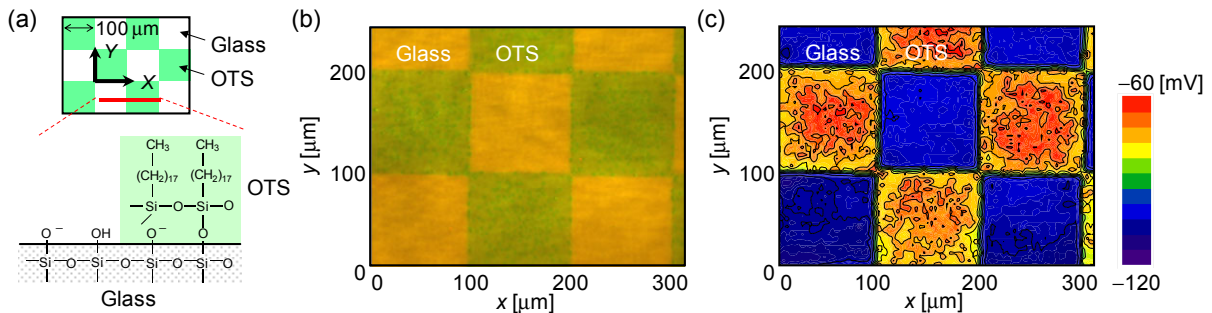 (a)
100 μm
Glass
OTS
Y
X
CH₃ CH₃
(CH₂)₁₇ (CH₂)₁₇
Si O Si O
OTS
O⁻ OH O⁻ O
Si O Si O Si O Si O
Glass
(b)
Glass OTS
200
100
0
y [μm]
0 100 200 300
x [μm]
(c)
Glass OTS
200
100
0
y [μm]
0 100 200 300
x [μm]
−60 [mV]
−120